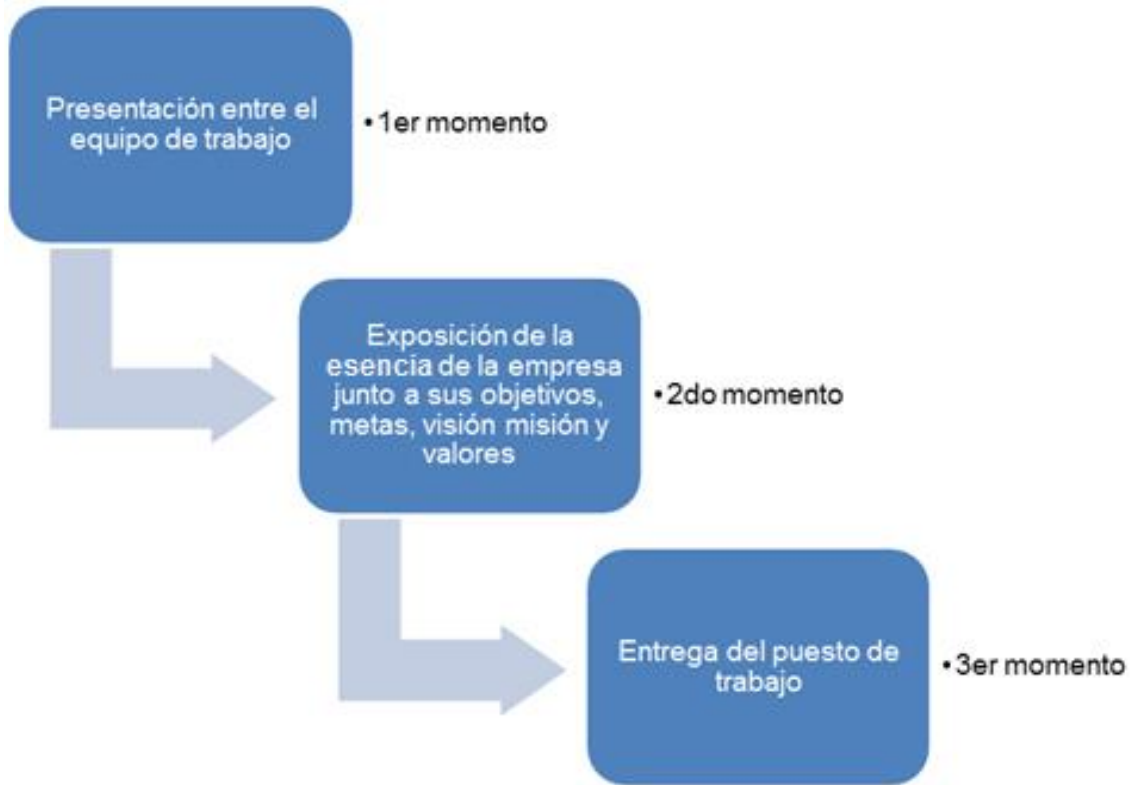 Presentación entre el
equipo de trabajo
• 1er momento
Exposición de la
esencia de la empresa
junto a sus objetivos,
metas, visión misión y
valores
• 2do momento
Entrega del puesto de
trabajo
• 3er momento